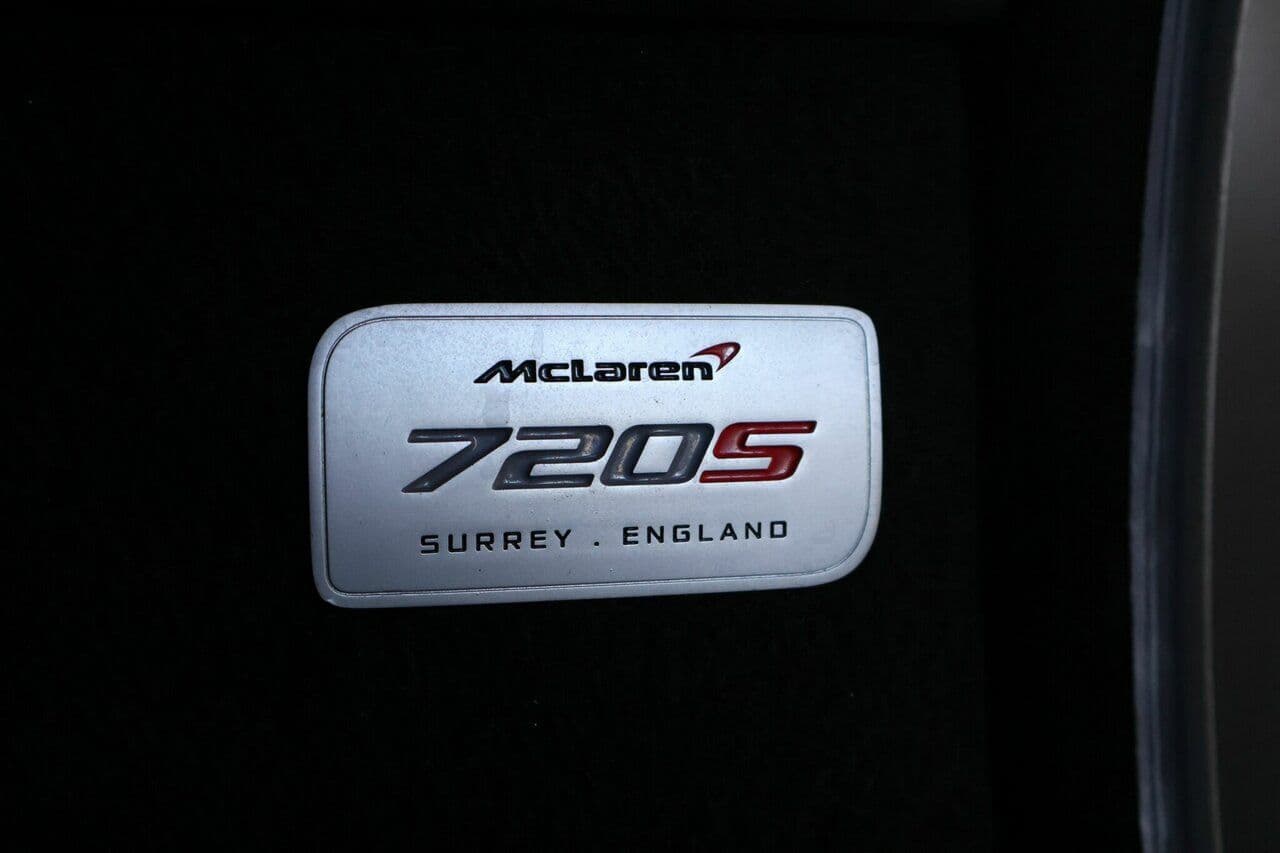 McLaren
720S
SURREY . ENGLAND